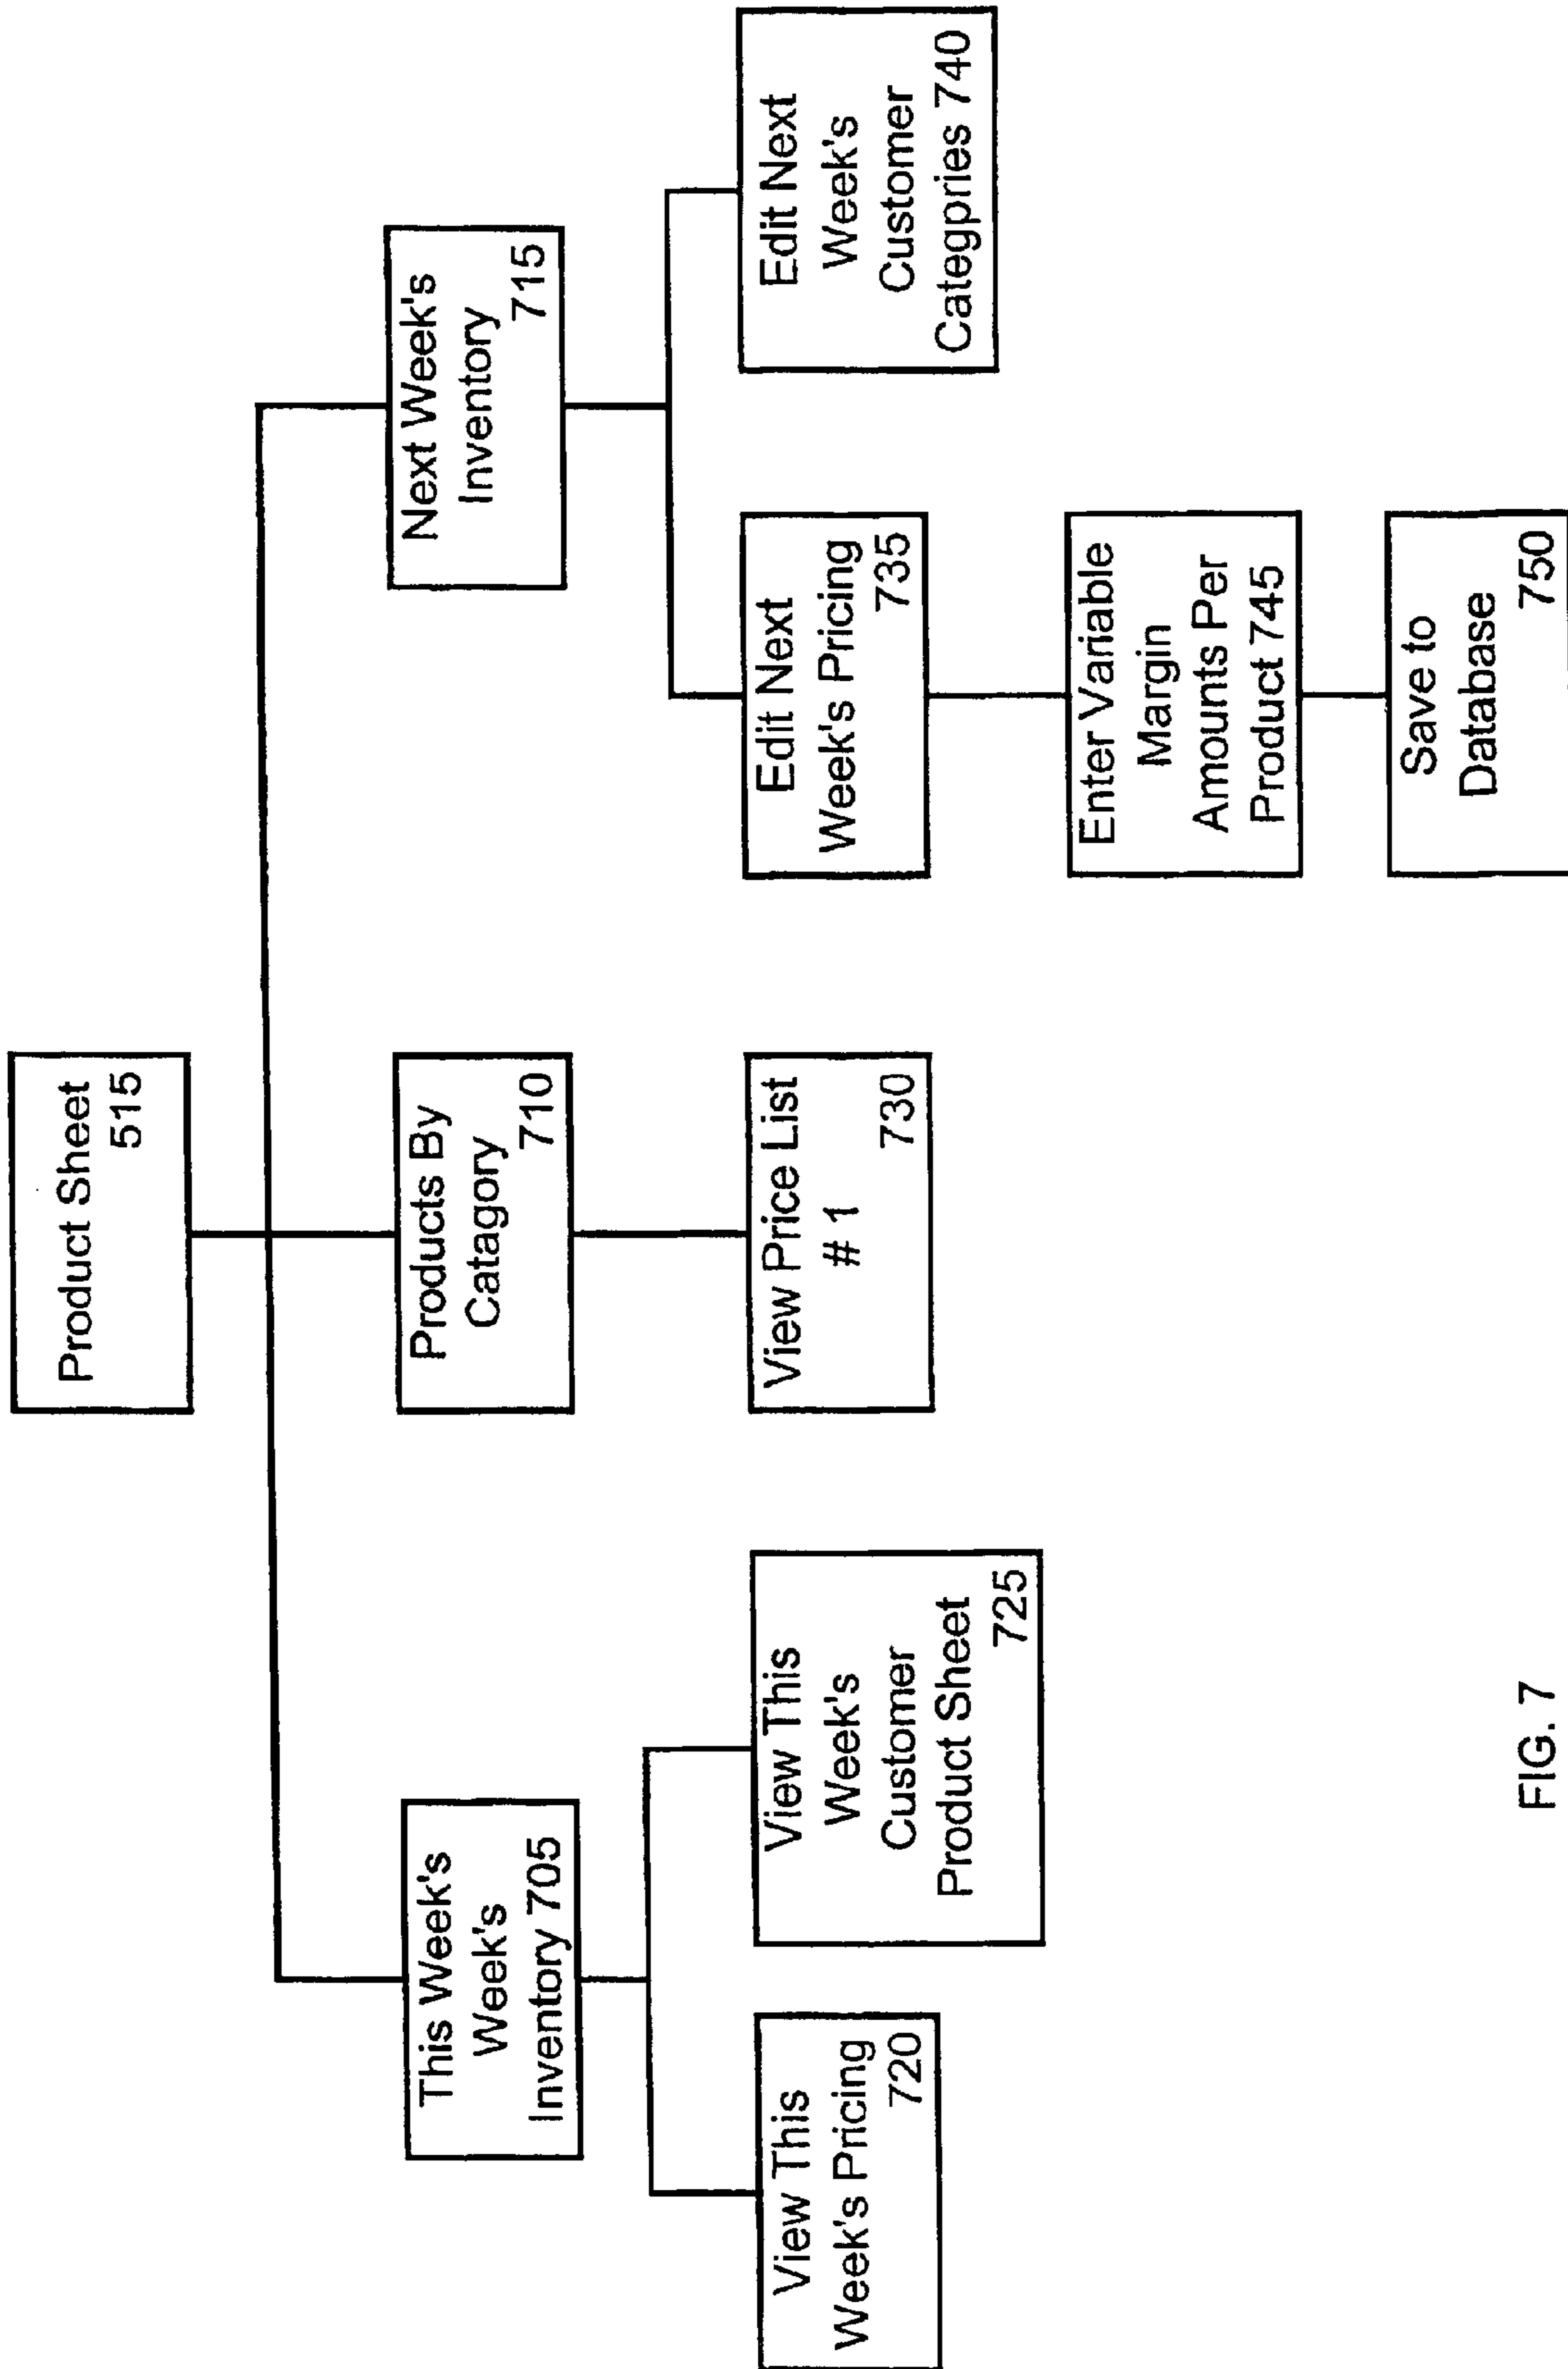 Product Sheet
515
This Week's
Week's
Inventory 705
Products By
Catagory
710
Next Week's
Inventory
715
View This
Week's Pricing
720
View This
Week's
Customer
Product Sheet
725
View Price List
# 1
730
Edit Next
Week's Pricing
735
Edit Next
Week's
Customer
Categpries 740
Enter Variable
Margin
Amounts Per
Product 745
Save to
Database
750
FIG. 7